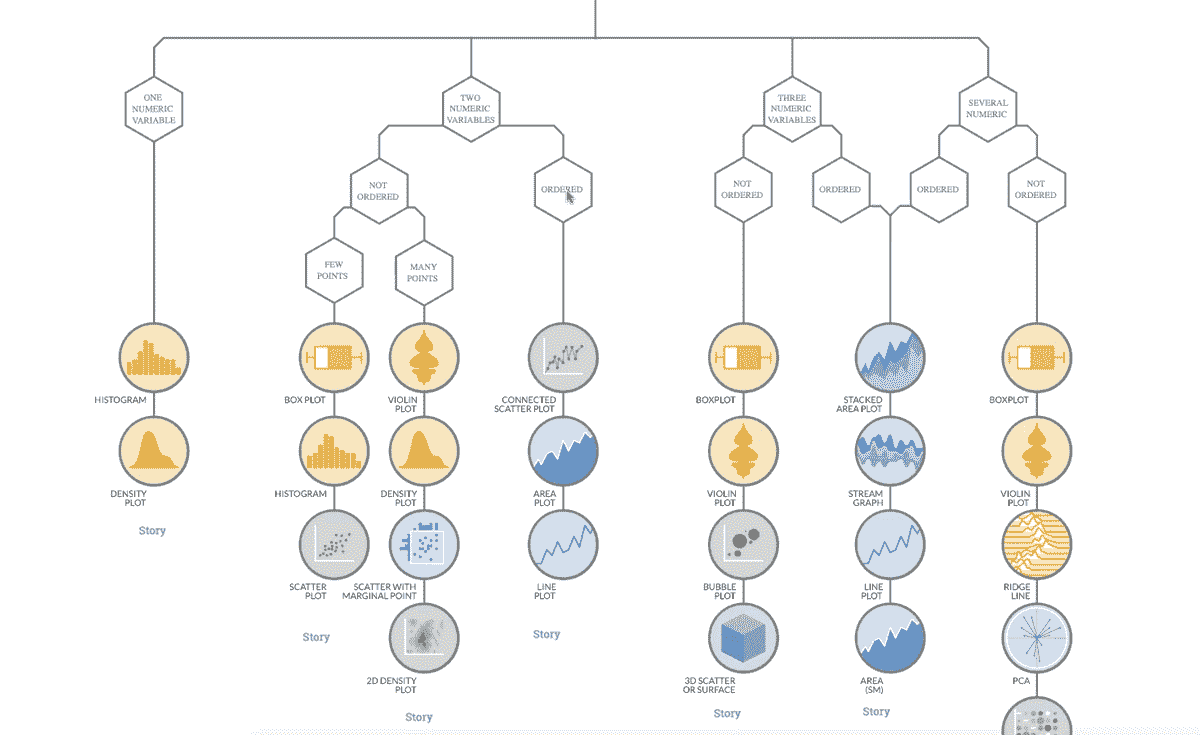 ONE
NUMERIC
VARIABLE
TWO
NUMERIC
VARIABLES
THREE
NUMERIC
VARIABLES
SEVERAL
NUMERIC
NOT
ORDERED
ORDERED
NOT
ORDERED
ORDERED
ORDERED
NOT
ORDERED
FEW
POINTS
MANY
POINTS
HISTOGRAM
BOX PLOT
VIOLIN
PLOT
CONNECTED
SCATTER PLOT
BOXPLOT
STACKED
AREA PLOT
BOXPLOT
DENSITY
PLOT
HISTOGRAM
DENSITY
PLOT
AREA
PLOT
VIOLIN
PLOT
STREAM
GRAPH
VIOLIN
PLOT
Story
SCATTER
PLOT
SCATTER WITH
MARGINAL POINT
LINE
PLOT
BUBBLE
PLOT
LINE
PLOT
RIDGE
LINE
Story
Story
2D DENSITY
PLOT
3D SCATTER
OR SURFACE
AREA
(SM)
PCA
Story
Story
Story